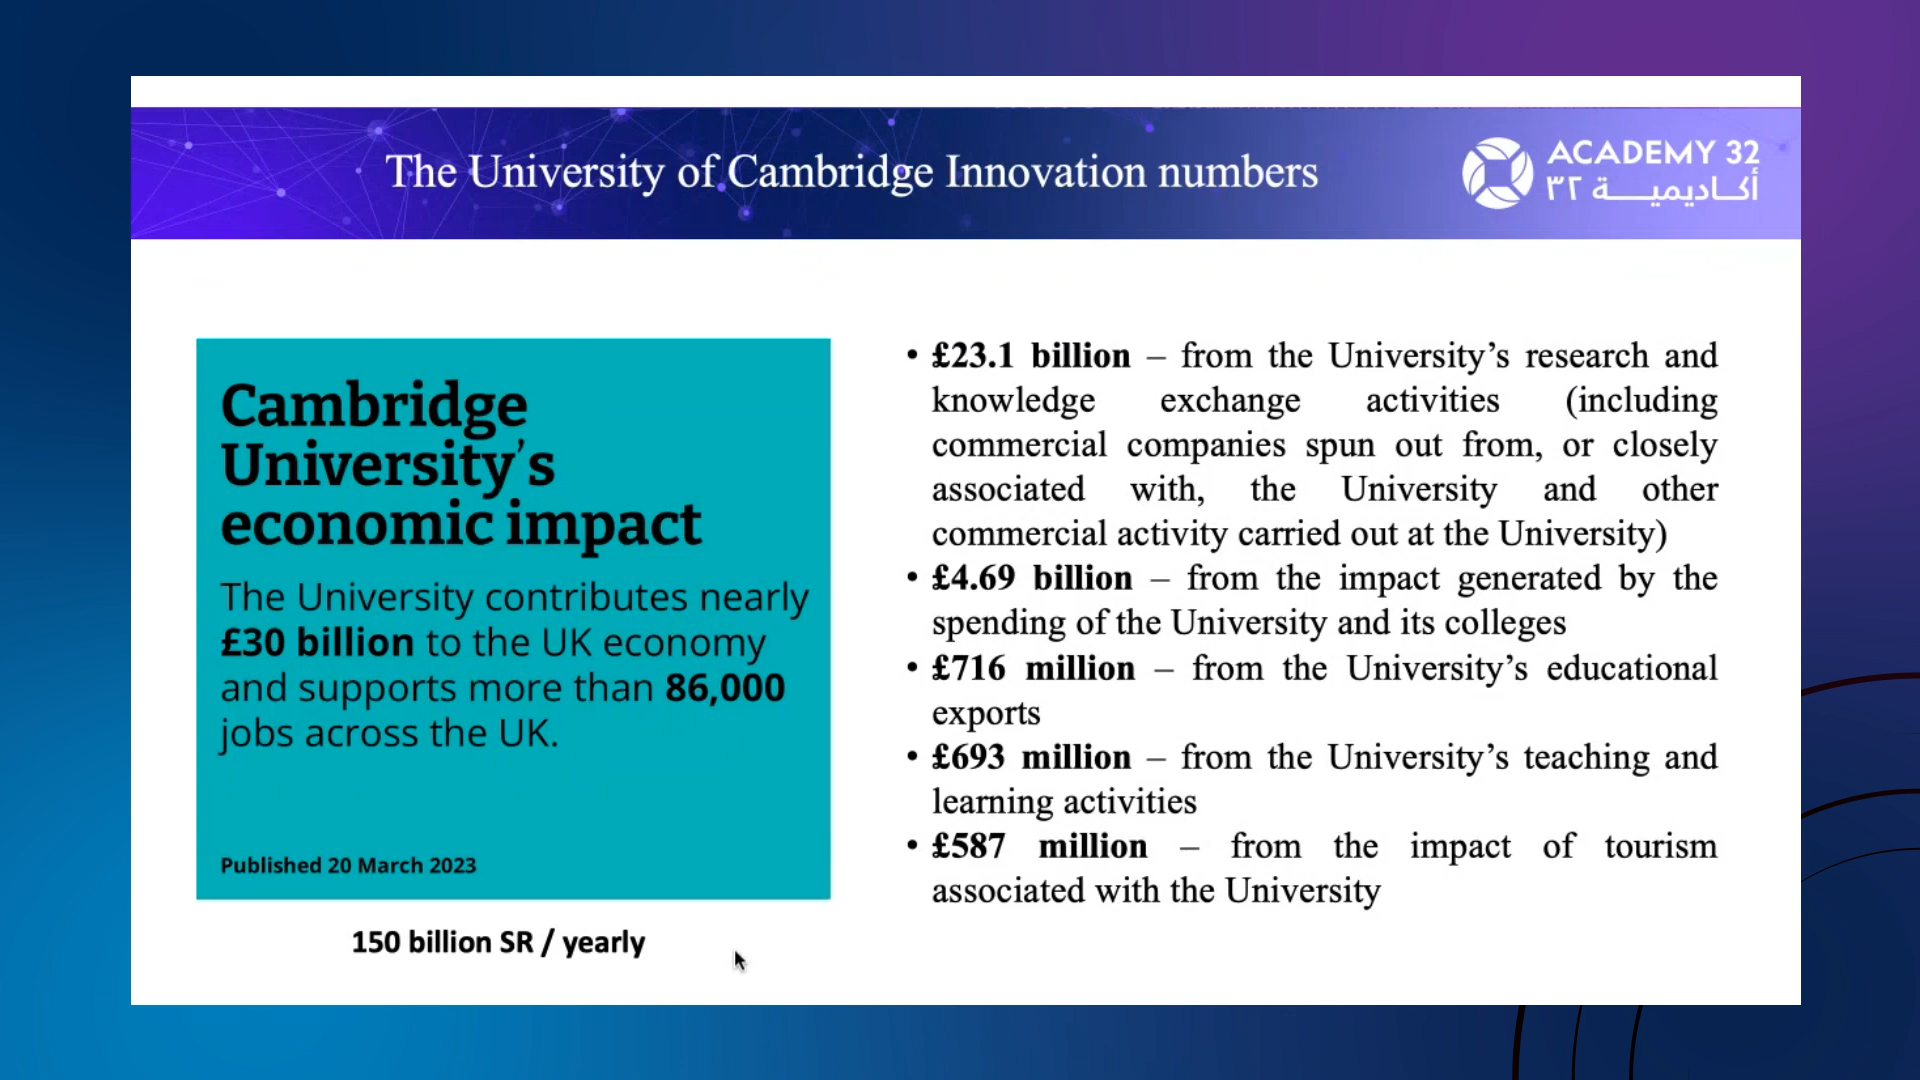 The University of Cambridge Innovation numbers
ACADEMY 32
أكاديميـــة ٣٢
Cambridge
University’s
economic impact
The University contributes nearly
£30 billion to the UK economy
and supports more than 86,000
jobs across the UK.
Published 20 March 2023
150 billion SR / yearly
• £23.1 billion – from the University’s research and
knowledge exchange activities (including
commercial companies spun out from, or closely
associated with, the University and other
commercial activity carried out at the University)
• £4.69 billion – from the impact generated by the
spending of the University and its colleges
• £716 million – from the University’s educational
exports
• £693 million – from the University’s teaching and
learning activities
• £587 million – from the impact of tourism
associated with the University